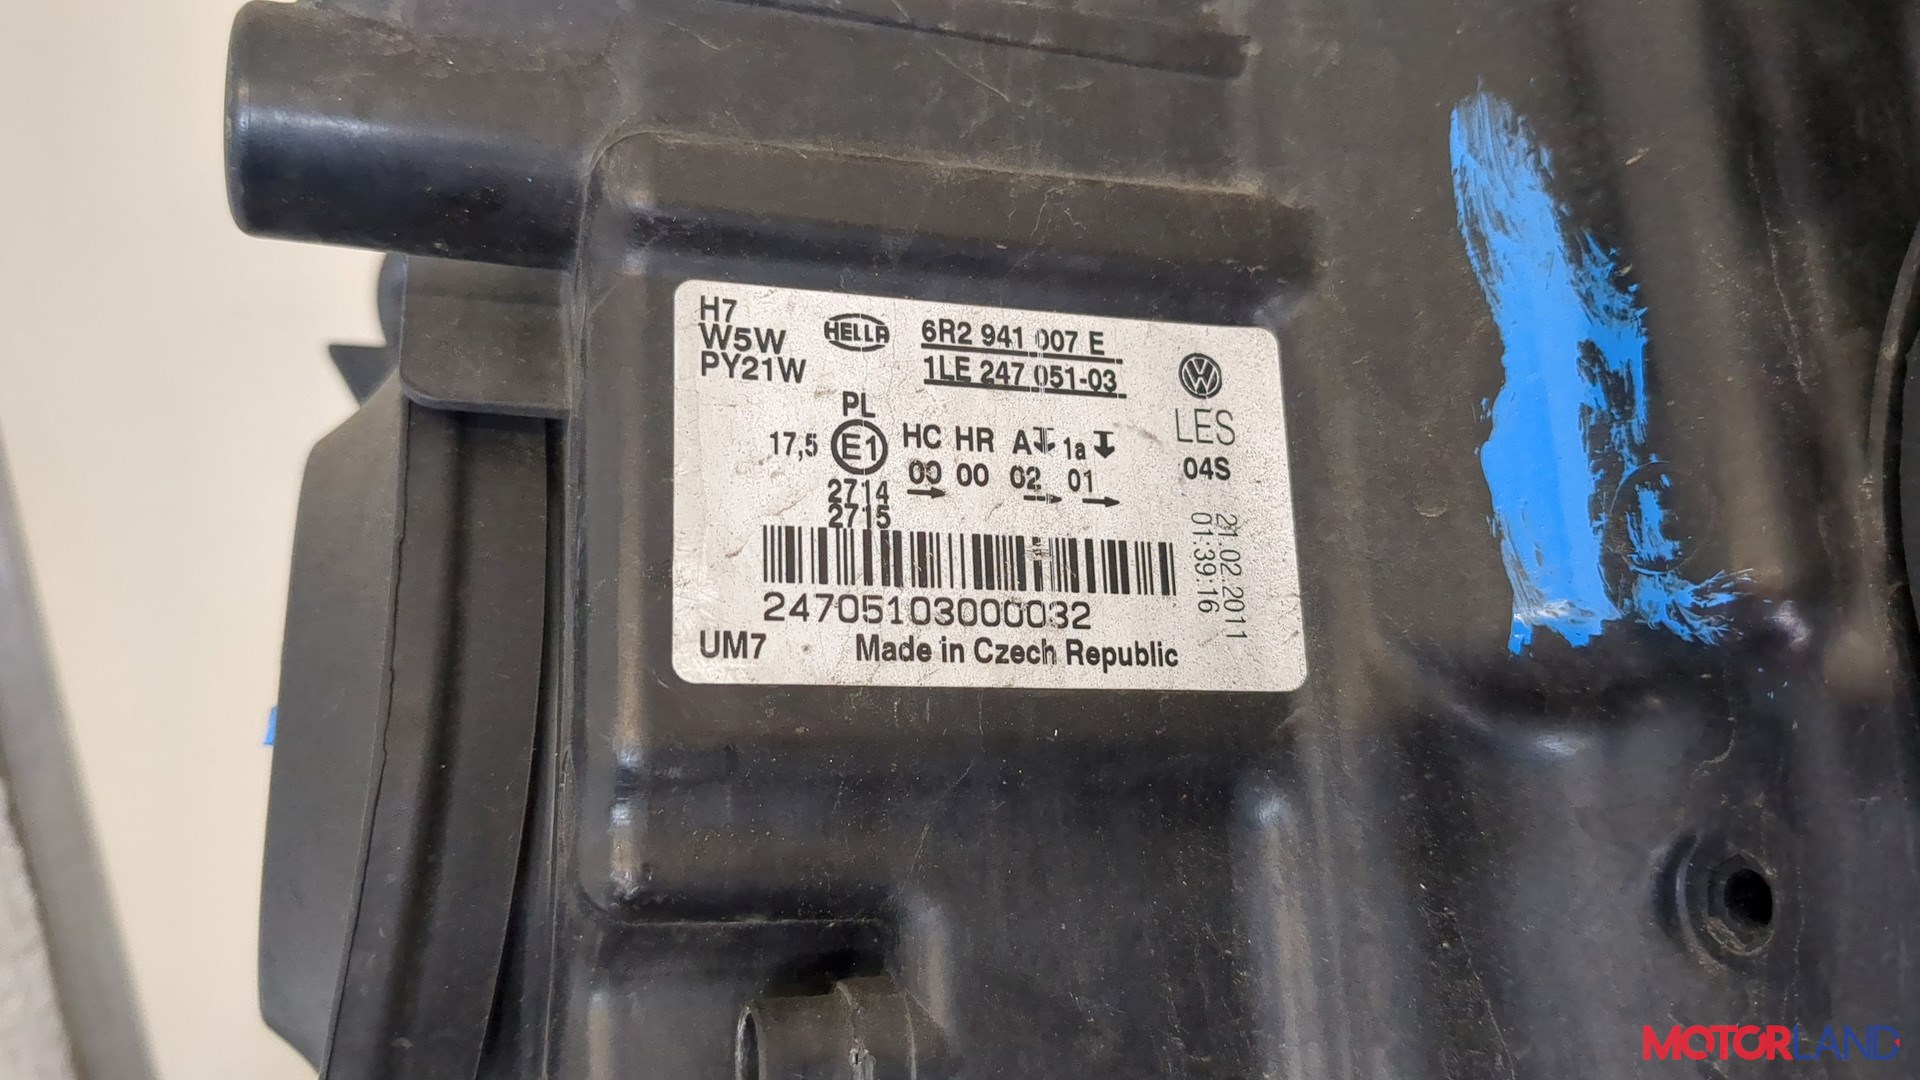 H7
W5W
PY21W
HELLA
6R2 941 007 E
1LE 247 051-03
LES
04S
PL
17,5 E1 HC HR A 1a
00 00 02 01
2714
2715
21.02.2011
01:39:16
24705103000032
UM7 Made in Czech Republic
MOTORLAND